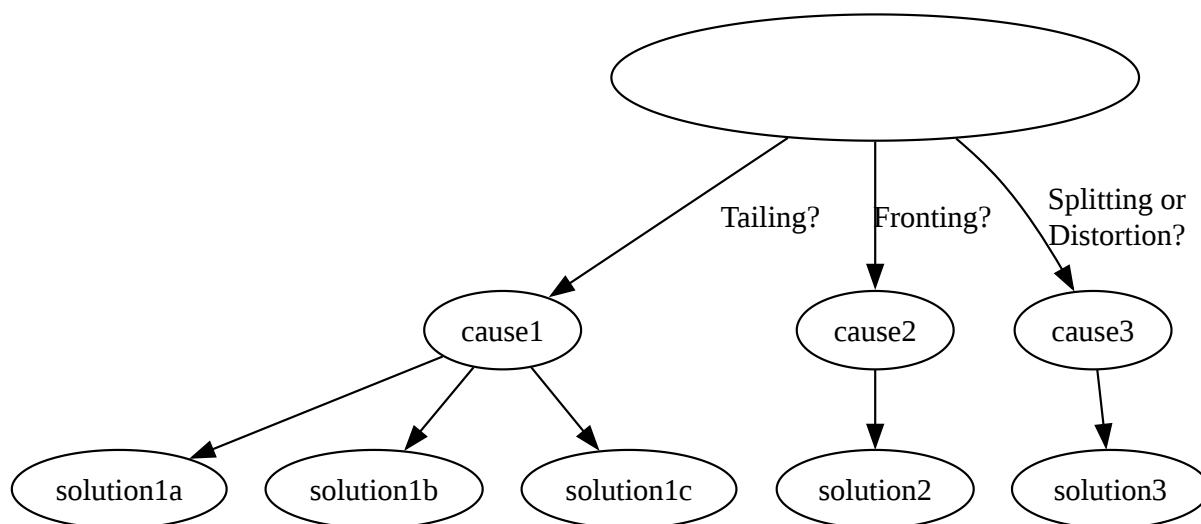 Tailing?
Fronting?
Splitting or
Distortion?
cause1
cause2
cause3
solution1a
solution1b
solution1c
solution2
solution3